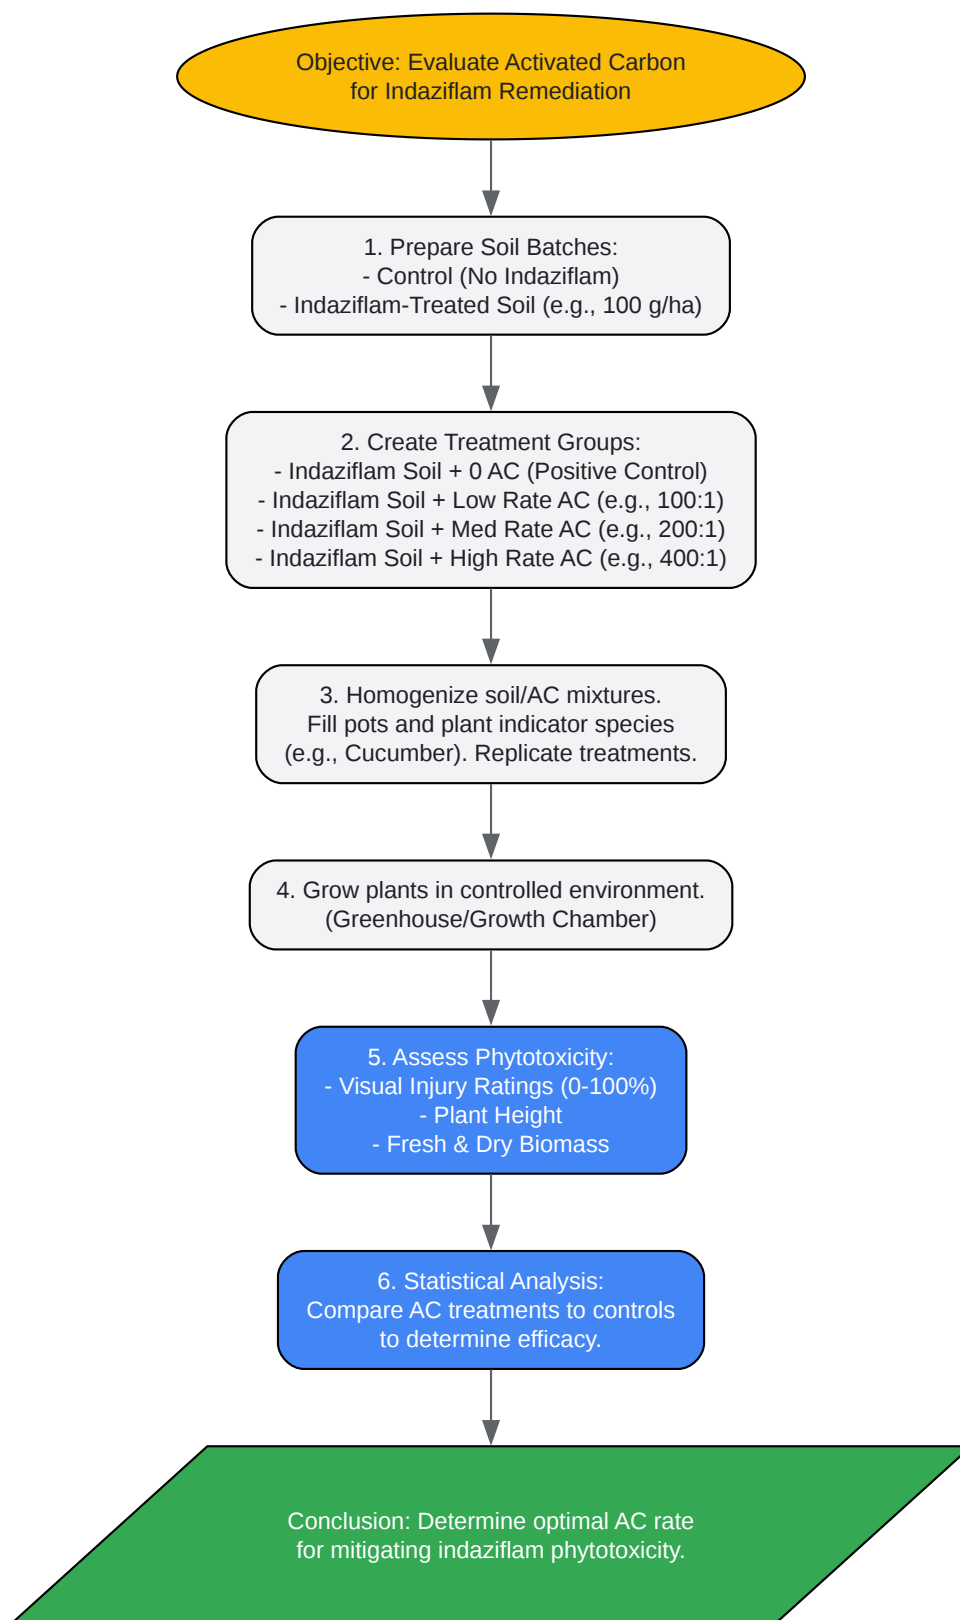 Objective: Evaluate Activated Carbon
for Indaziflam Remediation
1. Prepare Soil Batches:
- Control (No Indaziflam)
- Indaziflam-Treated Soil (e.g., 100 g/ha)
2. Create Treatment Groups:
- Indaziflam Soil + 0 AC (Positive Control)
- Indaziflam Soil + Low Rate AC (e.g., 100:1)
- Indaziflam Soil + Med Rate AC (e.g., 200:1)
- Indaziflam Soil + High Rate AC (e.g., 400:1)
3. Homogenize soil/AC mixtures.
Fill pots and plant indicator species
(e.g., Cucumber). Replicate treatments.
4. Grow plants in controlled environment.
(Greenhouse/Growth Chamber)
5. Assess Phytotoxicity:
- Visual Injury Ratings (0-100%)
- Plant Height
- Fresh & Dry Biomass
6. Statistical Analysis:
Compare AC treatments to controls
to determine efficacy.
Conclusion: Determine optimal AC rate
for mitigating indaziflam phytotoxicity.